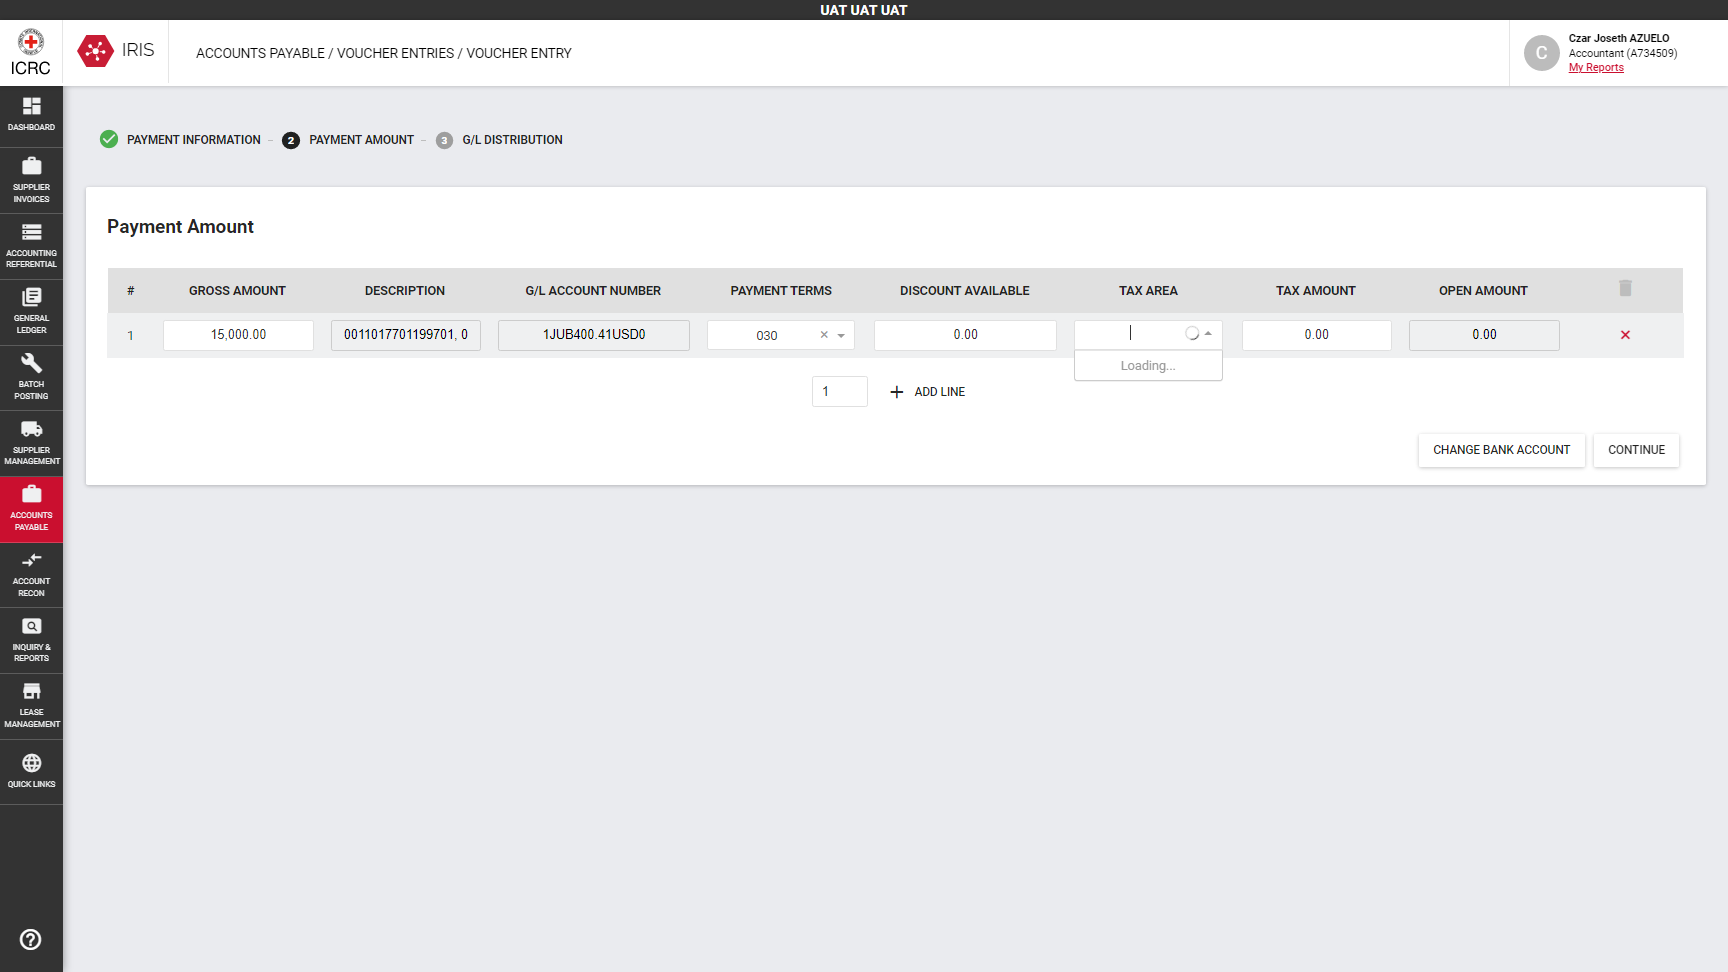 UAT UAT UAT
ICRC
IRIS
ACCOUNTS PAYABLE / VOUCHER ENTRIES / VOUCHER ENTRY
C
Czar Joseth AZUELO
Accountant (A734509)
My Reports
DASHBOARD
SUPPLIER
INVOICES
ACCOUNTING
REFERENTIAL
GENERAL
LEDGER
BATCH
POSTING
SUPPLIER
MANAGEMENT
ACCOUNTS
PAYABLE
ACCOUNT
RECON
INQUIRY &
REPORTS
LEASE
MANAGEMENT
QUICK LINKS
PAYMENT INFORMATION – 2 PAYMENT AMOUNT – 3 G/L DISTRIBUTION
Payment Amount
# GROSS AMOUNT DESCRIPTION G/L ACCOUNT NUMBER PAYMENT TERMS DISCOUNT AVAILABLE TAX AREA TAX AMOUNT OPEN AMOUNT
1 15,000.00 0011017701199701, 0 1JUB400.41USD0 030 × 0.00 0.00 0.00
Loading...
1 + ADD LINE
CHANGE BANK ACCOUNT CONTINUE